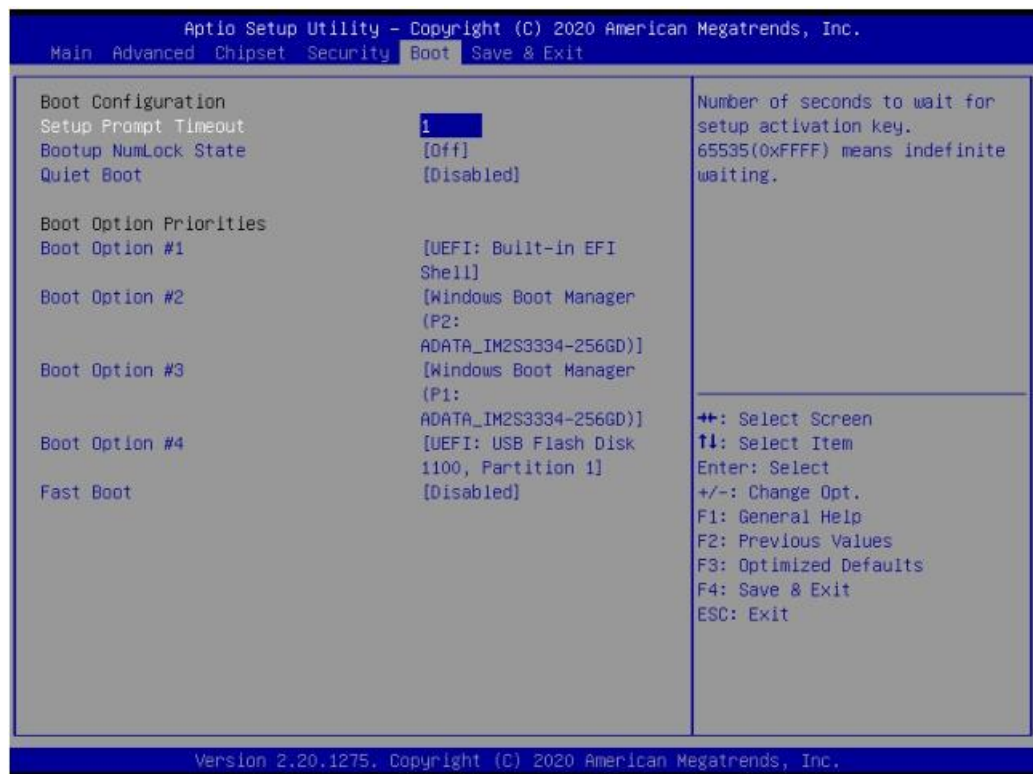 Aptio Setup Utility – Copyright (C) 2020 American Megatrends, Inc.
Main Advanced Chipset Security Boot Save & Exit
Boot Configuration
Setup Prompt Timeout 1
Bootup NumLock State [Off]
Quiet Boot [Disabled]
Boot Option Priorities
Boot Option #1 [UEFI: Built-in EFI
Shell]
Boot Option #2 [Windows Boot Manager
(P2:
ADATA_IM2S3334-256GD)]
Boot Option #3 [Windows Boot Manager
(P1:
ADATA_IM2S3334-256GD)]
Boot Option #4 [UEFI: USB Flash Disk
1100, Partition 1]
Fast Boot [Disabled]
Number of seconds to wait for
setup activation key.
65535(0xFFFF) means indefinite
waiting.
→←: Select Screen
↑↓: Select Item
Enter: Select
+/-: Change Opt.
F1: General Help
F2: Previous Values
F3: Optimized Defaults
F4: Save & Exit
ESC: Exit
Version 2.20.1275. Copyright (C) 2020 American Megatrends, Inc.